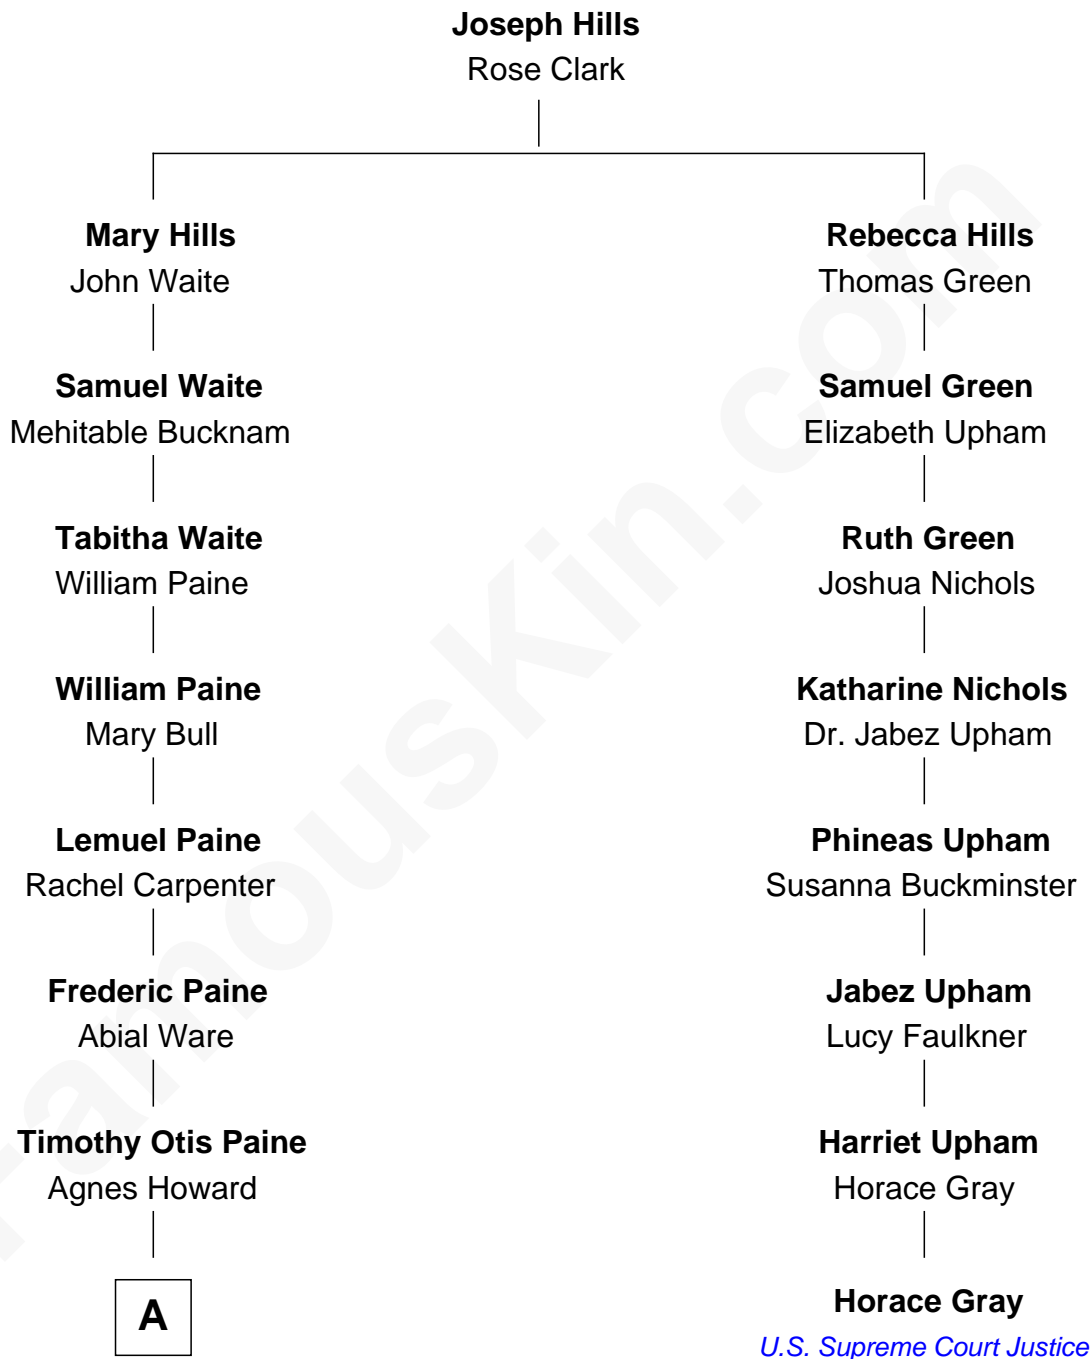 Joseph Hills
Rose Clark
Mary Hills
John Waite
Rebecca Hills
Thomas Green
Samuel Waite
Mehitable Bucknam
Samuel Green
Elizabeth Upham
Tabitha Waite
William Paine
Ruth Green
Joshua Nichols
William Paine
Mary Bull
Katharine Nichols
Dr. Jabez Upham
Lemuel Paine
Rachel Carpenter
Phineas Upham
Susanna Buckminster
Frederic Paine
Abial Ware
Jabez Upham
Lucy Faulkner
Timothy Otis Paine
Agnes Howard
Harriet Upham
Horace Gray
A
Horace Gray
U.S. Supreme Court Justice
FamousKin.com